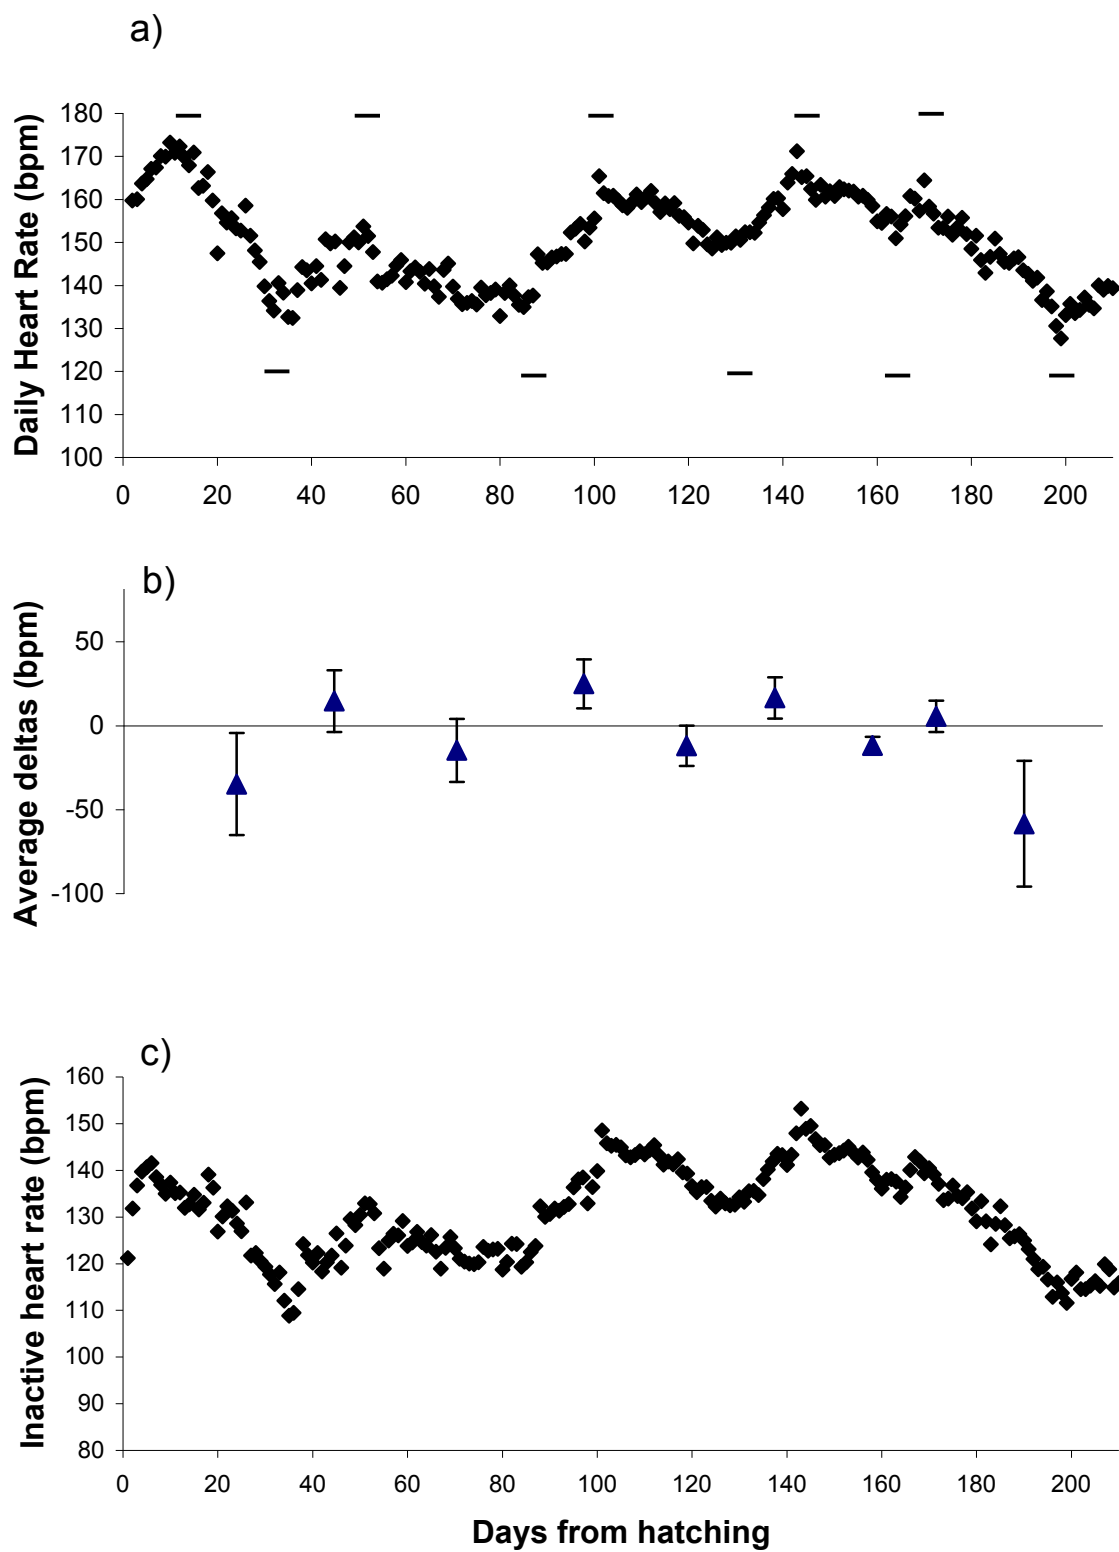 a)
Daily Heart Rate (bpm)
180
170
160
150
140
130
120
110
100
0 20 40 60 80 100 120 140 160 180 200
b)
Average deltas (bpm)
50
0
-50
-100
c)
Inactive heart rate (bpm)
160
150
140
130
120
110
100
90
80
0 20 40 60 80 100 120 140 160 180 200
Days from hatching